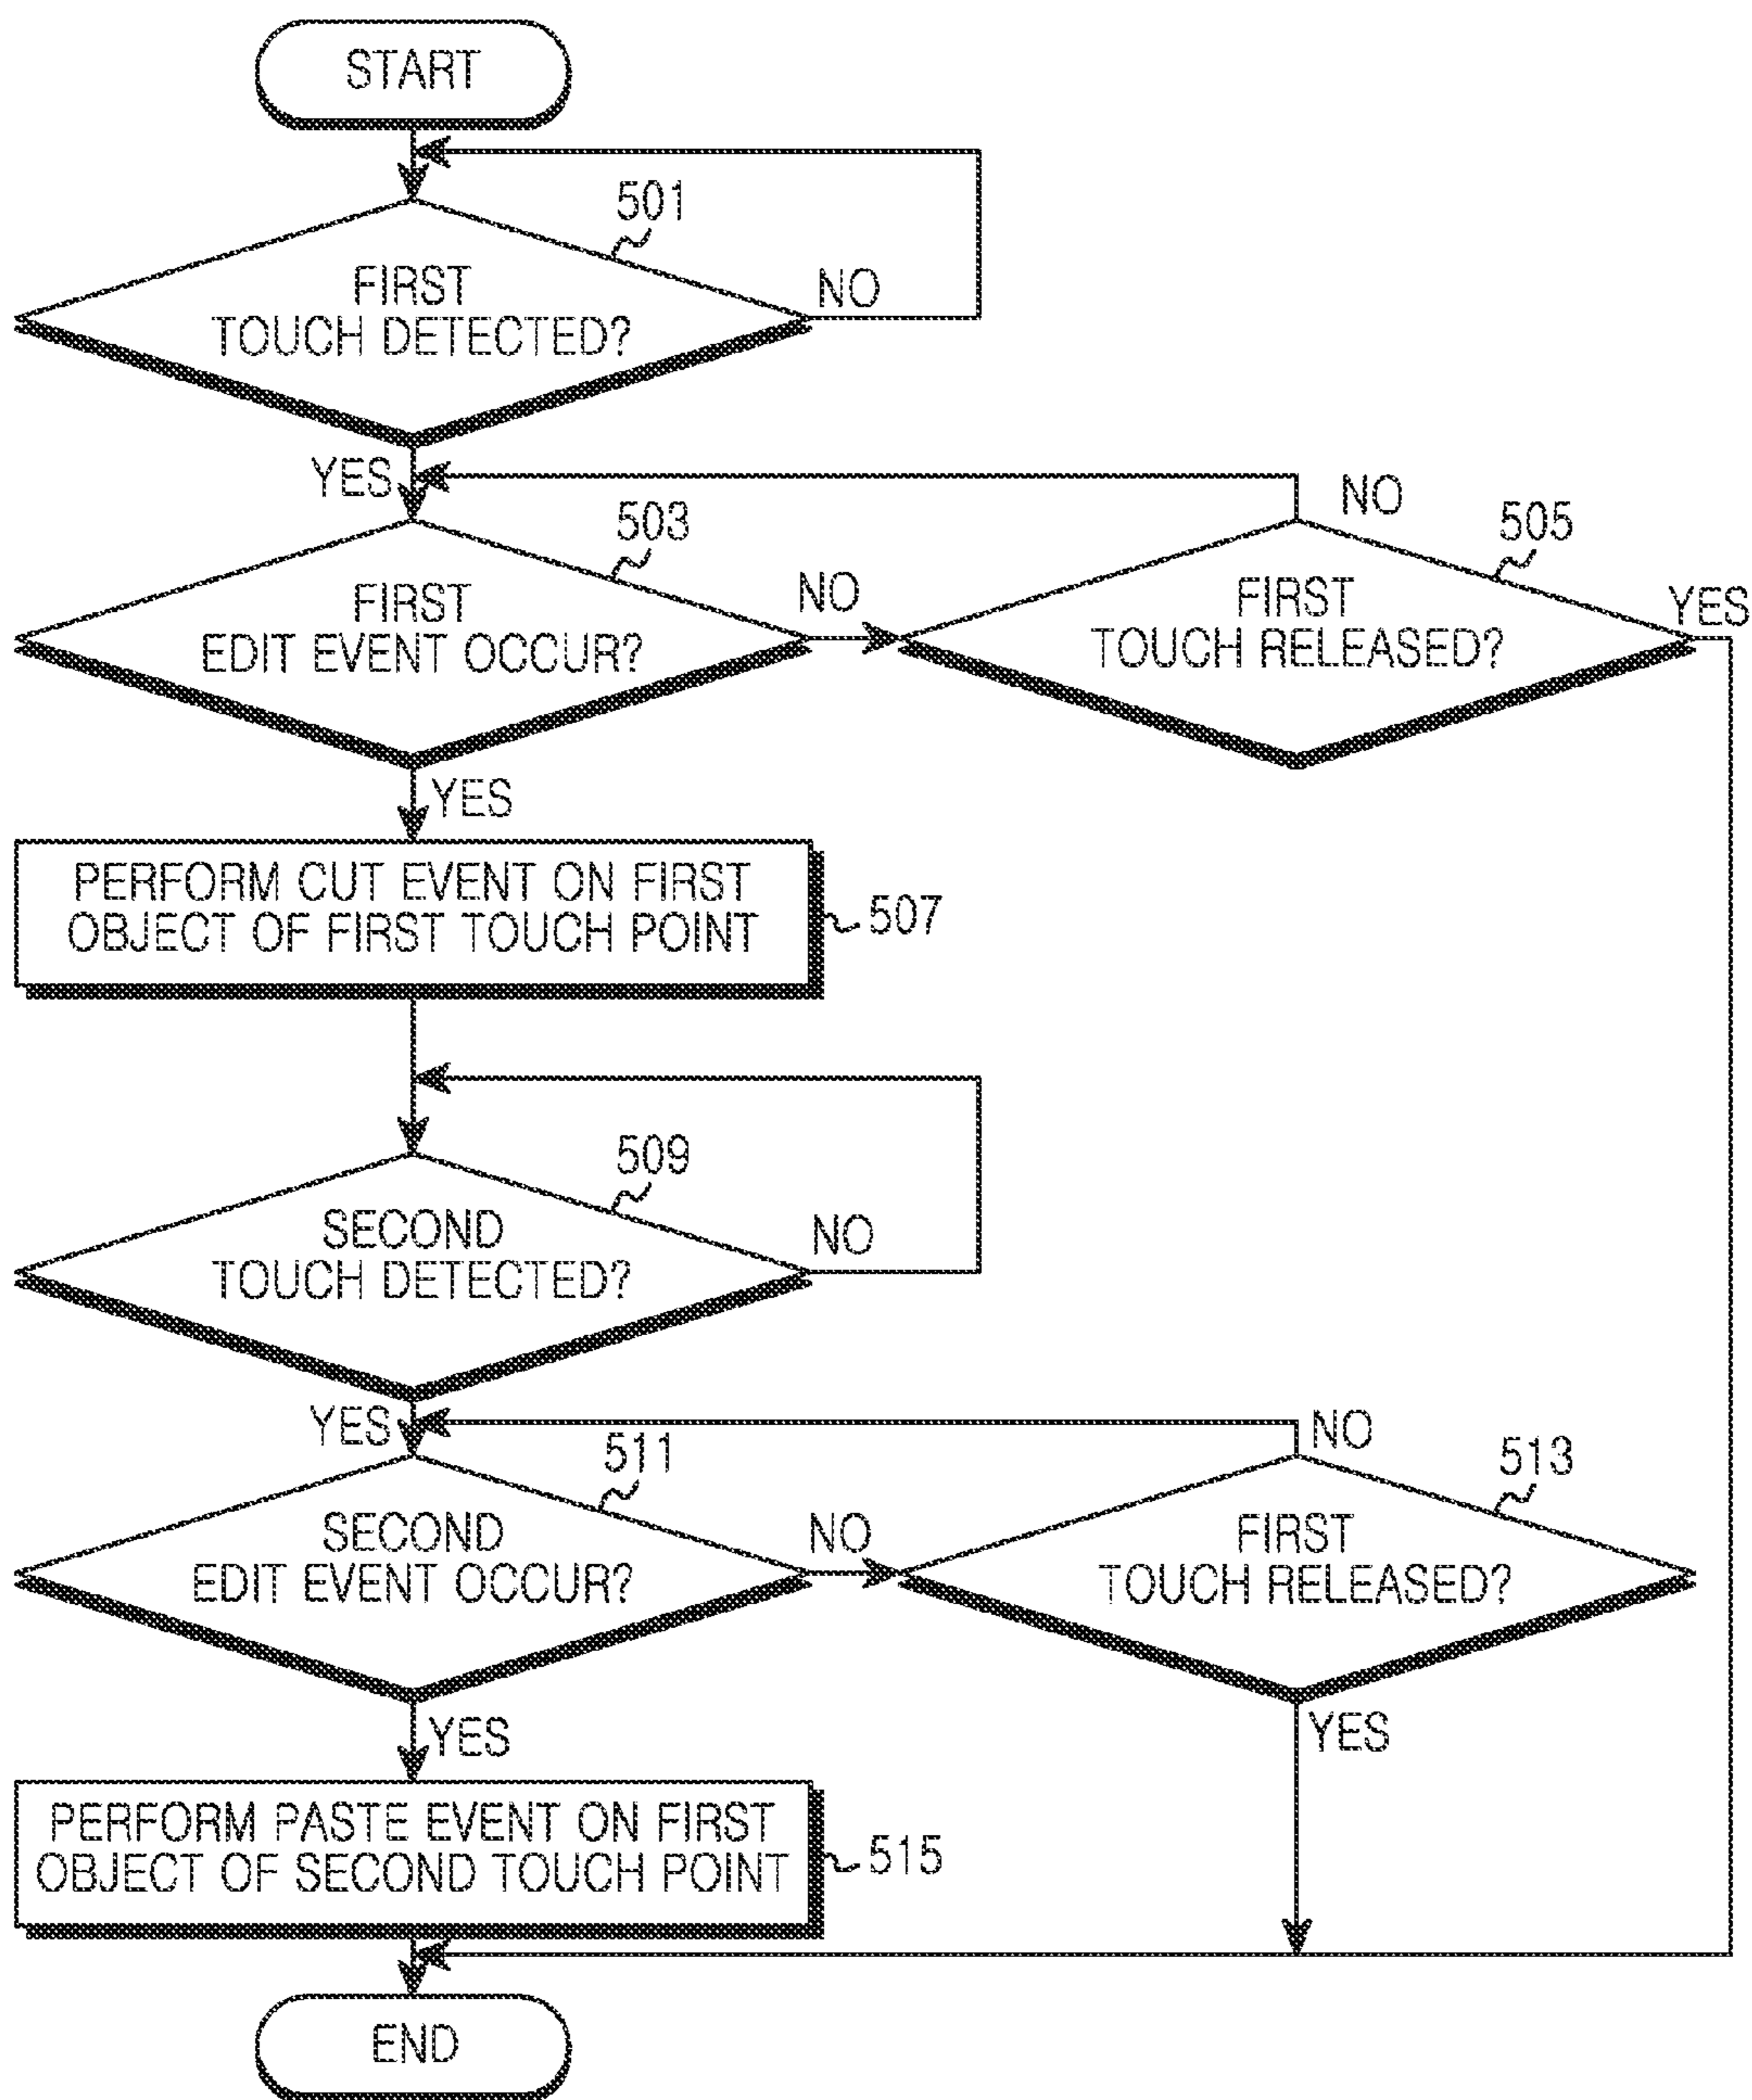 START
501
FIRST
TOUCH DETECTED?
NO
YES
503
FIRST
EDIT EVENT OCCUR?
NO
NO
505
FIRST
TOUCH RELEASED?
YES
YES
PERFORM CUT EVENT ON FIRST
OBJECT OF FIRST TOUCH POINT
507
509
SECOND
TOUCH DETECTED?
NO
YES
511
SECOND
EDIT EVENT OCCUR?
NO
NO
513
FIRST
TOUCH RELEASED?
YES
YES
PERFORM PASTE EVENT ON FIRST
OBJECT OF SECOND TOUCH POINT
515
END